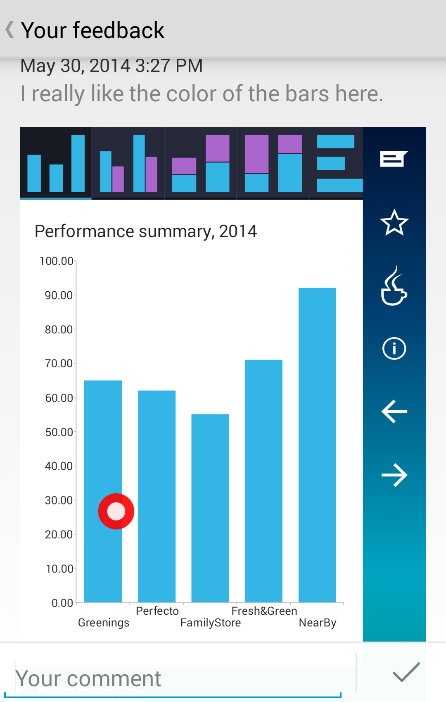 Your feedback
May 30, 2014 3:27 PM
I really like the color of the bars here.
Performance summary, 2014
100.00
90.00
80.00
70.00
60.00
50.00
40.00
30.00
20.00
10.00
0.00
Perfecto Fresh&Green
Greenings FamilyStore NearBy
Your comment